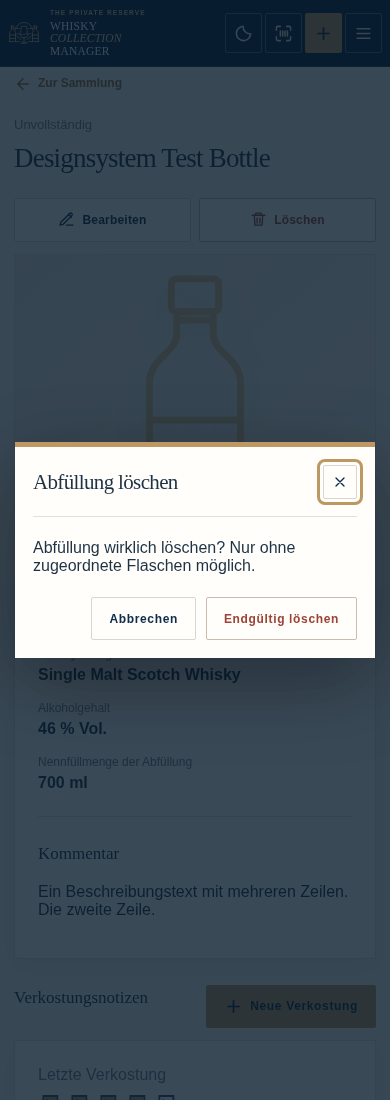 THE PRIVATE RESERVE
WHISKY
COLLECTION
MANAGER
Zur Sammlung
Unvollständig
Designsystem Test Bottle
Bearbeiten
Löschen
Abfüllung löschen
Abfüllung wirklich löschen? Nur ohne
zugeordnete Flaschen möglich.
Abbrechen
Endgültig löschen
Single Malt Scotch Whisky
Alkoholgehalt
46 % Vol.
Nennfüllmenge der Abfüllung
700 ml
Kommentar
Ein Beschreibungstext mit mehreren Zeilen.
Die zweite Zeile.
Verkostungsnotizen
Neue Verkostung
Letzte Verkostung